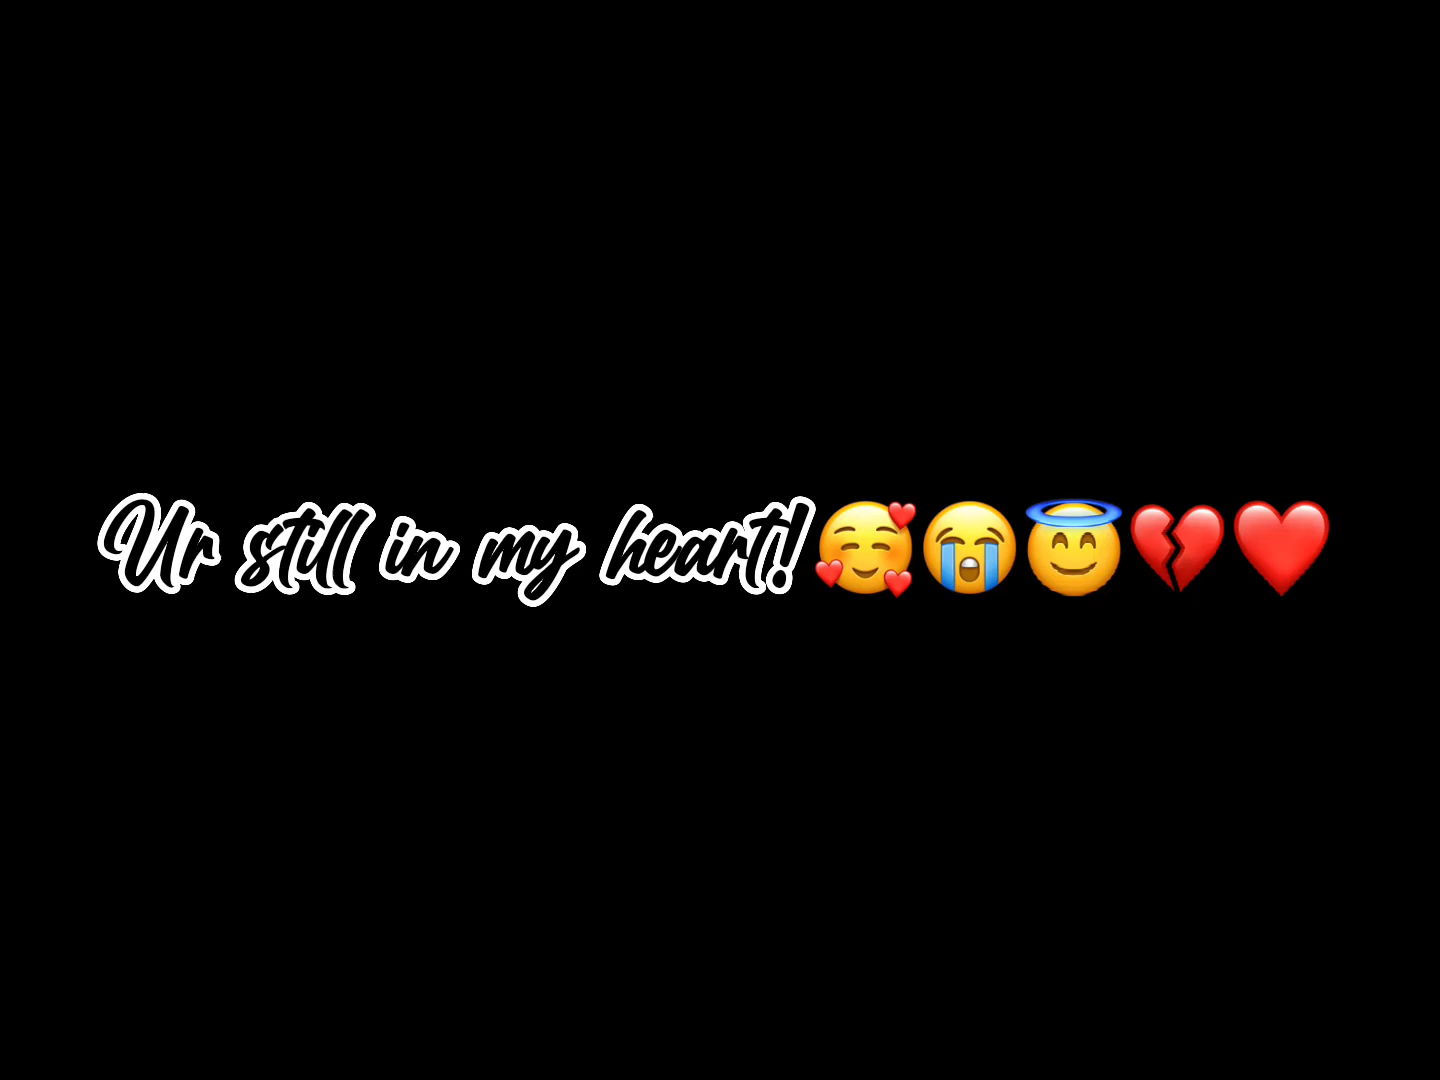 Ur still in my heart!🥰😭😇💔❤️